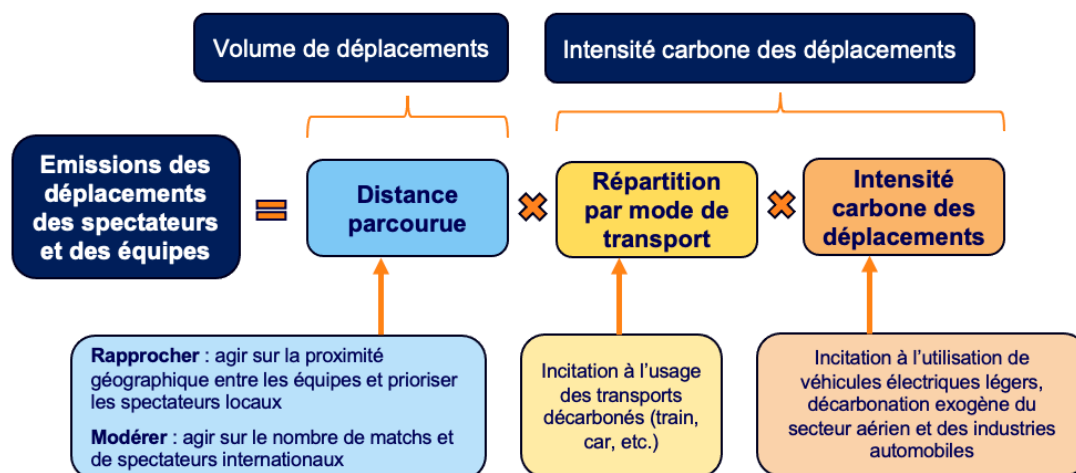 Volume de déplacements
Intensité carbone des déplacements
Emissions des
déplacements
des spectateurs
et des équipes
=
Distance
parcourue
×
Répartition
par mode de
transport
×
Intensité
carbone des
déplacements
Rapprocher : agir sur la proximité
géographique entre les équipes et prioriser
les spectateurs locaux
Modérer : agir sur le nombre de matchs et
de spectateurs internationaux
Incitation à l'usage
des transports
décarbonés (train,
car, etc.)
Incitation à l'utilisation de
véhicules électriques légers,
décarbonation exogène du
secteur aérien et des industries
automobiles